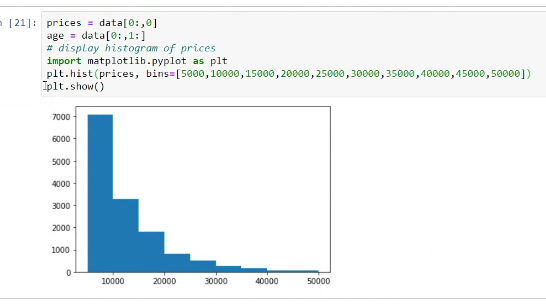 n [21]: prices = data[0:,0]
age = data[0:,1:]
# display histogram of prices
import matplotlib.pyplot as plt
plt.hist(prices, bins=[5000,10000,15000,20000,25000,30000,35000,40000,45000,50000])
plt.show()
7000
6000
5000
4000
3000
2000
1000
0
10000 20000 30000 40000 50000